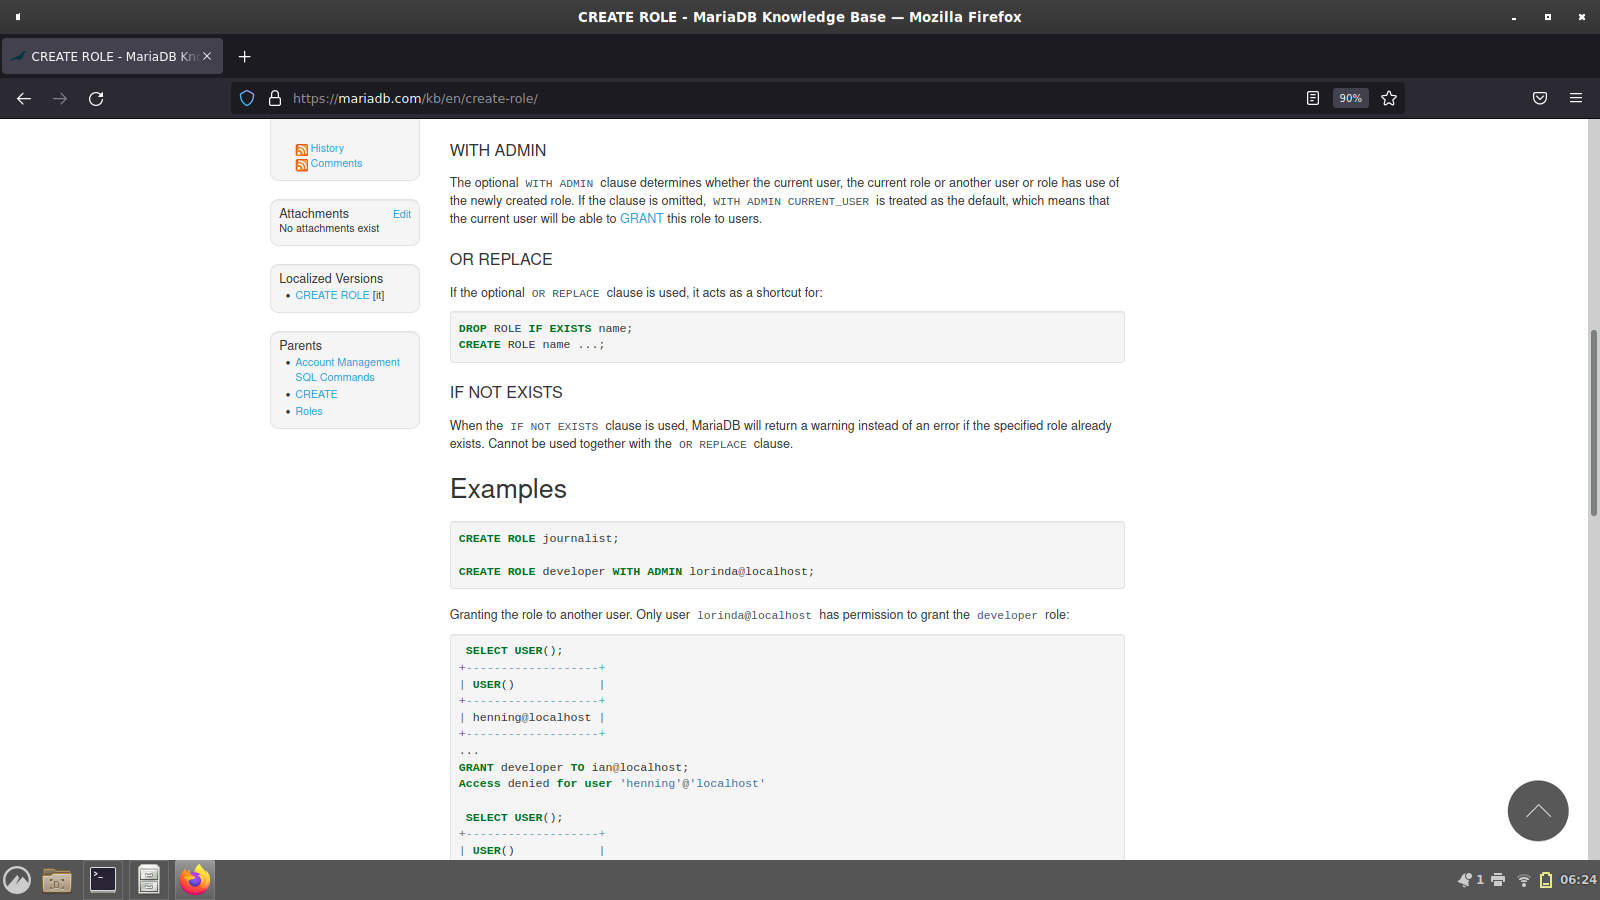 CREATE ROLE - MariaDB Knowledge Base — Mozilla Firefox
CREATE ROLE - MariaDB Kn
https://mariadb.com/kb/en/create-role/
90%
History
Comments
Attachments Edit
No attachments exist
Localized Versions
• CREATE ROLE [it]
Parents
• Account Management
SQL Commands
• CREATE
• Roles
WITH ADMIN
The optional WITH ADMIN clause determines whether the current user, the current role or another user or role has use of
the newly created role. If the clause is omitted, WITH ADMIN CURRENT_USER is treated as the default, which means that
the current user will be able to GRANT this role to users.
OR REPLACE
If the optional OR REPLACE clause is used, it acts as a shortcut for:
DROP ROLE IF EXISTS name;
CREATE ROLE name ...;
IF NOT EXISTS
When the IF NOT EXISTS clause is used, MariaDB will return a warning instead of an error if the specified role already
exists. Cannot be used together with the OR REPLACE clause.
Examples
CREATE ROLE journalist;
CREATE ROLE developer WITH ADMIN lorinda@localhost;
Granting the role to another user. Only user lorinda@localhost has permission to grant the developer role:
SELECT USER();
+-------------------+
| USER()            |
+-------------------+
| henning@localhost |
+-------------------+
...
GRANT developer TO ian@localhost;
Access denied for user 'henning'@'localhost'
SELECT USER();
+-------------------+
| USER()            |
1
06:24